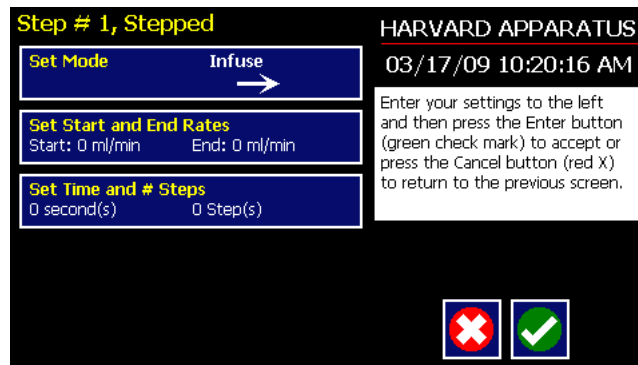 Step # 1, Stepped
Set Mode Infuse
Set Start and End Rates
Start: 0 ml/min End: 0 ml/min
Set Time and # Steps
0 second(s) 0 Step(s)
HARVARD APPARATUS
03/17/09 10:20:16 AM
Enter your settings to the left
and then press the Enter button
(green check mark) to accept or
press the Cancel button (red X)
to return to the previous screen.